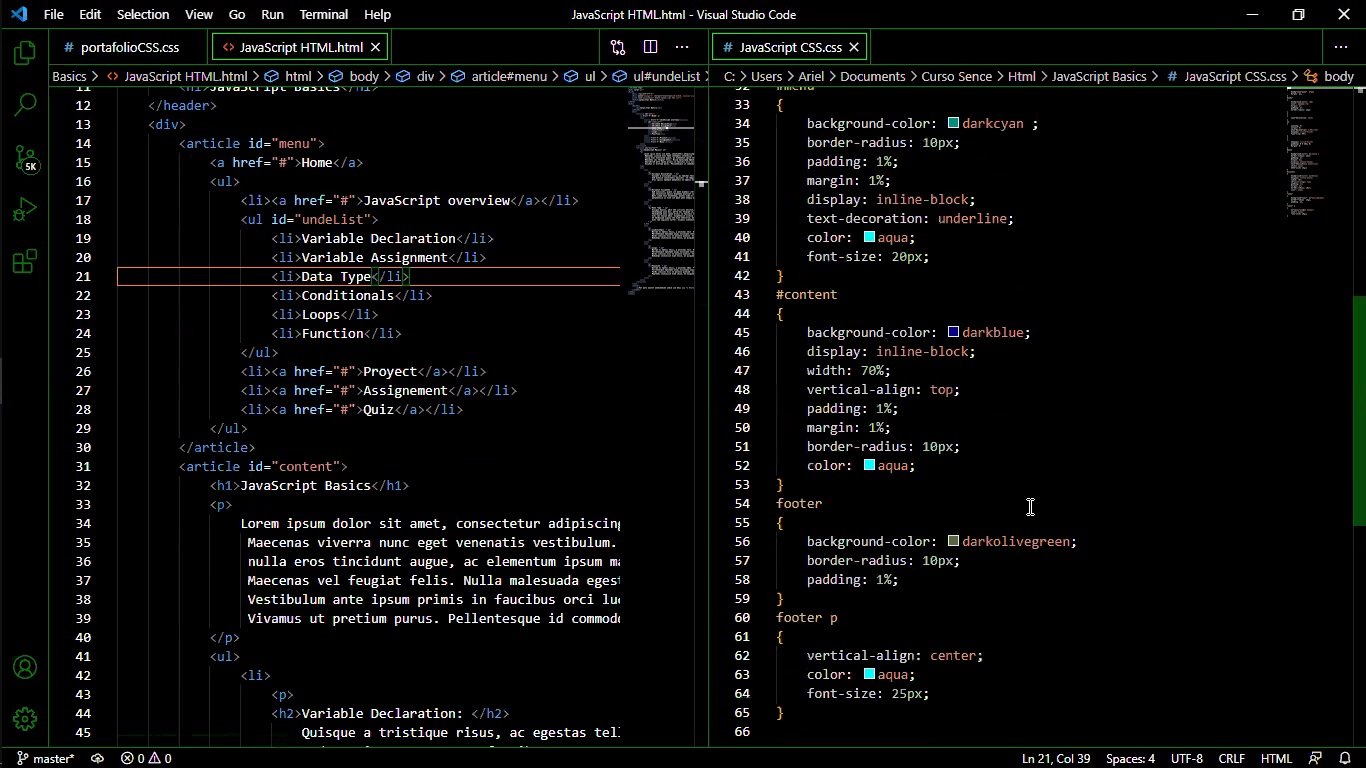 File Edit Selection View Go Run Terminal Help JavaScript HTML.html - Visual Studio Code
# portafolioCSS.css <> JavaScript HTML.html # JavaScript CSS.css
Basics > <> JavaScript HTML.html > html > body > div > article#menu > ul > ul#undeList >
C: > Users > Ariel > Documents > Curso Sence > Html > JavaScript Basics > # JavaScript CSS.css > body
5K
11 <h1>JavaScript Basics</h1>
12 </header>
13 <div>
14 <article id="menu">
15 <a href="#">Home</a>
16 <ul>
17 <li><a href="#">JavaScript overview</a></li>
18 <ul id="undeList">
19 <li>Variable Declaration</li>
20 <li>Variable Assignment</li>
21 <li>Data Type</li>
22 <li>Conditionals</li>
23 <li>Loops</li>
24 <li>Function</li>
25 </ul>
26 <li><a href="#">Proyect</a></li>
27 <li><a href="#">Assignement</a></li>
28 <li><a href="#">Quiz</a></li>
29 </ul>
30 </article>
31 <article id="content">
32 <h1>JavaScript Basics</h1>
33 <p>
34 Lorem ipsum dolor sit amet, consectetur adipiscing
35 Maecenas viverra nunc eget venenatis vestibulum.
36 nulla eros tincidunt augue, ac elementum ipsum ma
37 Maecenas vel feugiat felis. Nulla malesuada egest
38 Vestibulum ante ipsum primis in faucibus orci lu
39 Vivamus ut pretium purus. Pellentesque id commod
40 </p>
41 <ul>
42 <li>
43 <p>
44 <h2>Variable Declaration: </h2>
45 Quisque a tristique risus, ac egestas tel
32 #menu
33 {
34 background-color: darkcyan ;
35 border-radius: 10px;
36 padding: 1%;
37 margin: 1%;
38 display: inline-block;
39 text-decoration: underline;
40 color: aqua;
41 font-size: 20px;
42 }
43 #content
44 {
45 background-color: darkblue;
46 display: inline-block;
47 width: 70%;
48 vertical-align: top;
49 padding: 1%;
50 margin: 1%;
51 border-radius: 10px;
52 color: aqua;
53 }
54 footer
55 {
56 background-color: darkolivegreen;
57 border-radius: 10px;
58 padding: 1%;
59 }
60 footer p
61 {
62 vertical-align: center;
63 color: aqua;
64 font-size: 25px;
65 }
66
master* 0 0 Ln 21, Col 39 Spaces: 4 UTF-8 CRLF HTML